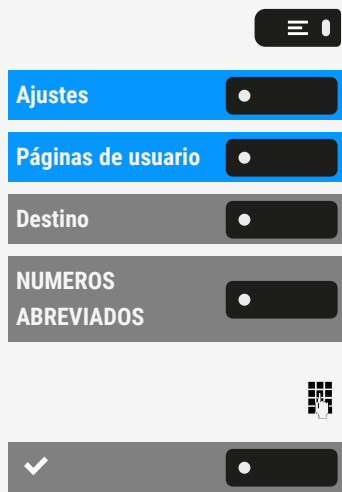 Ajustes
Páginas de usuario
Destino
NUMEROS
ABREVIADOS